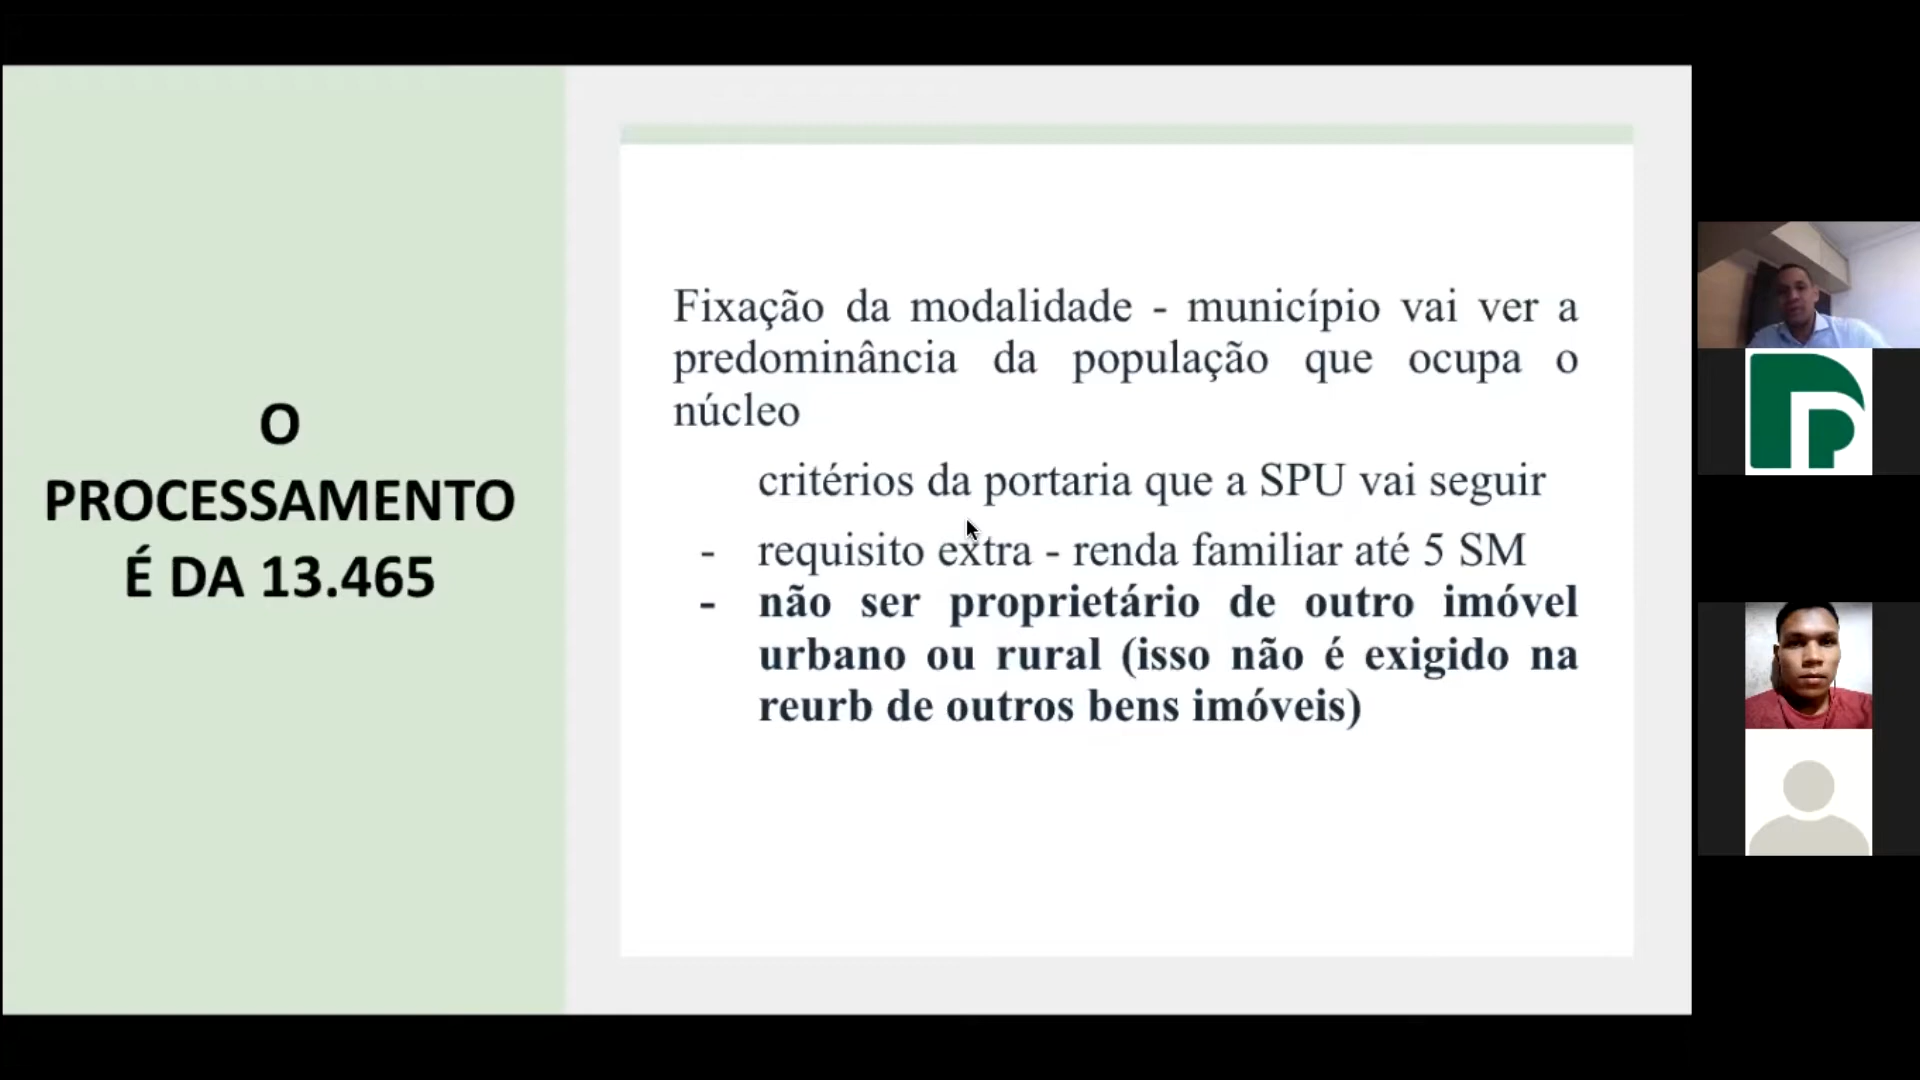 O
PROCESSAMENTO
É DA 13.465
Fixação da modalidade - município vai ver a
predominância da população que ocupa o
núcleo
critérios da portaria que a SPU vai seguir
- requisito extra - renda familiar até 5 SM
- não ser proprietário de outro imóvel
urbano ou rural (isso não é exigido na
reurb de outros bens imóveis)